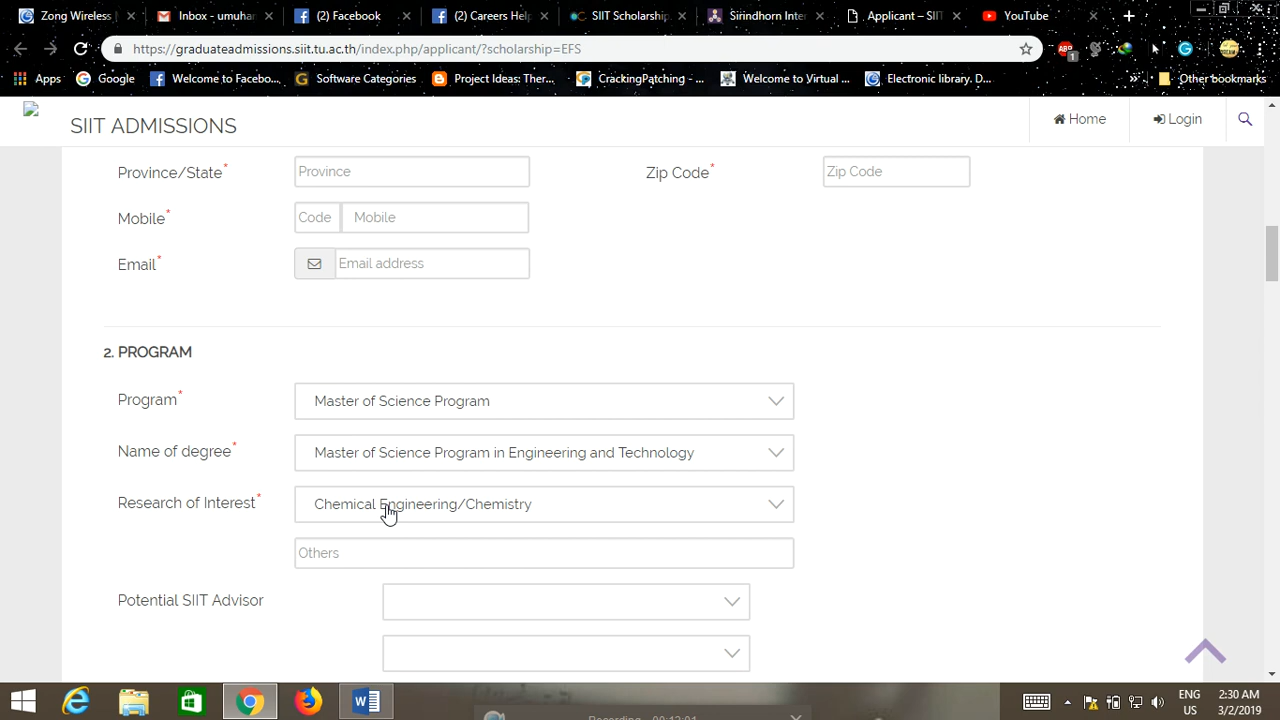 Zong Wireless
Inbox - umuhan
(2) Facebook
(2) Careers Help
SIIT Scholarship
Sirindhorn Inter
Applicant – SIIT
YouTube
https://graduateadmissions.siit.tu.ac.th/index.php/applicant/?scholarship=EFS
1
Apps
Google
Welcome to Facebo...
Software Categories
Project Ideas: Ther...
CrackingPatching - ...
Welcome to Virtual ...
Electronic library. D...
Other bookmarks
SIIT ADMISSIONS
Home
Login
Province/State*
Province
Zip Code*
Zip Code
Mobile*
Code
Mobile
Email*
Email address
2. PROGRAM
Program*
Master of Science Program
Name of degree*
Master of Science Program in Engineering and Technology
Research of Interest*
Chemical Engineering/Chemistry
Others
Potential SIIT Advisor
ENG
2:30 AM
US
3/2/2019